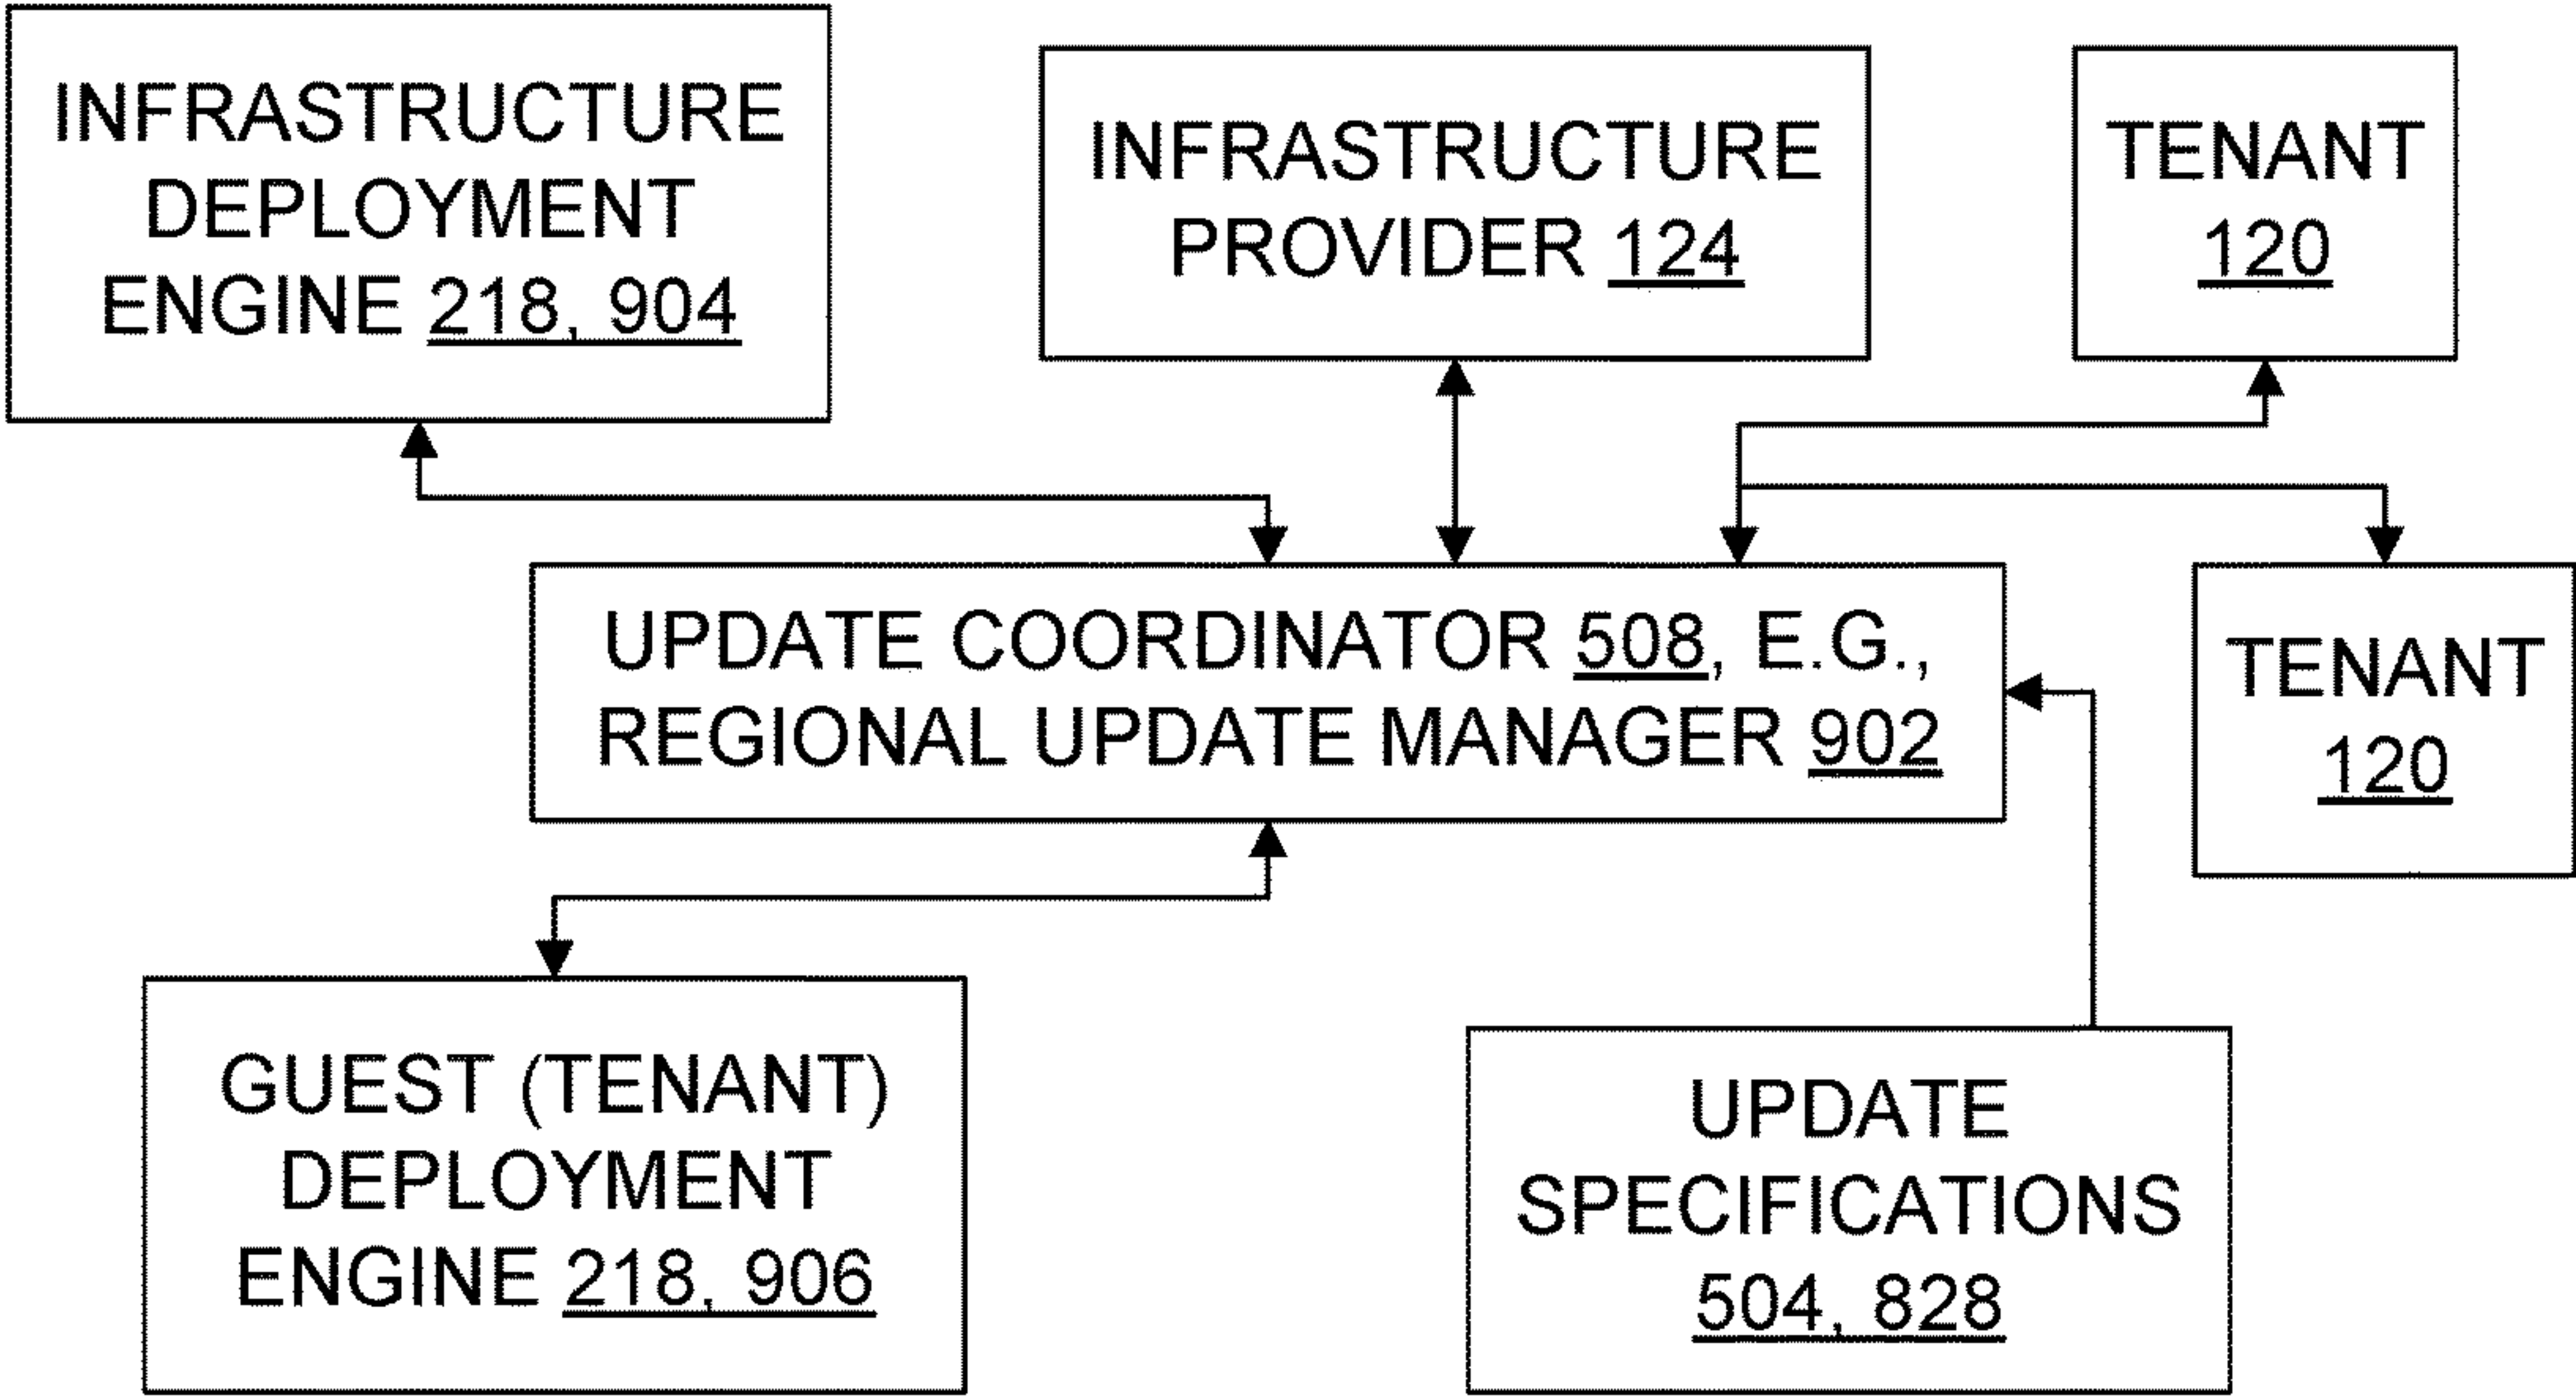 INFRASTRUCTURE
DEPLOYMENT
ENGINE 218, 904
INFRASTRUCTURE
PROVIDER 124
TENANT
120
UPDATE COORDINATOR 508, E.G.,
REGIONAL UPDATE MANAGER 902
TENANT
120
GUEST (TENANT)
DEPLOYMENT
ENGINE 218, 906
UPDATE
SPECIFICATIONS
504, 828